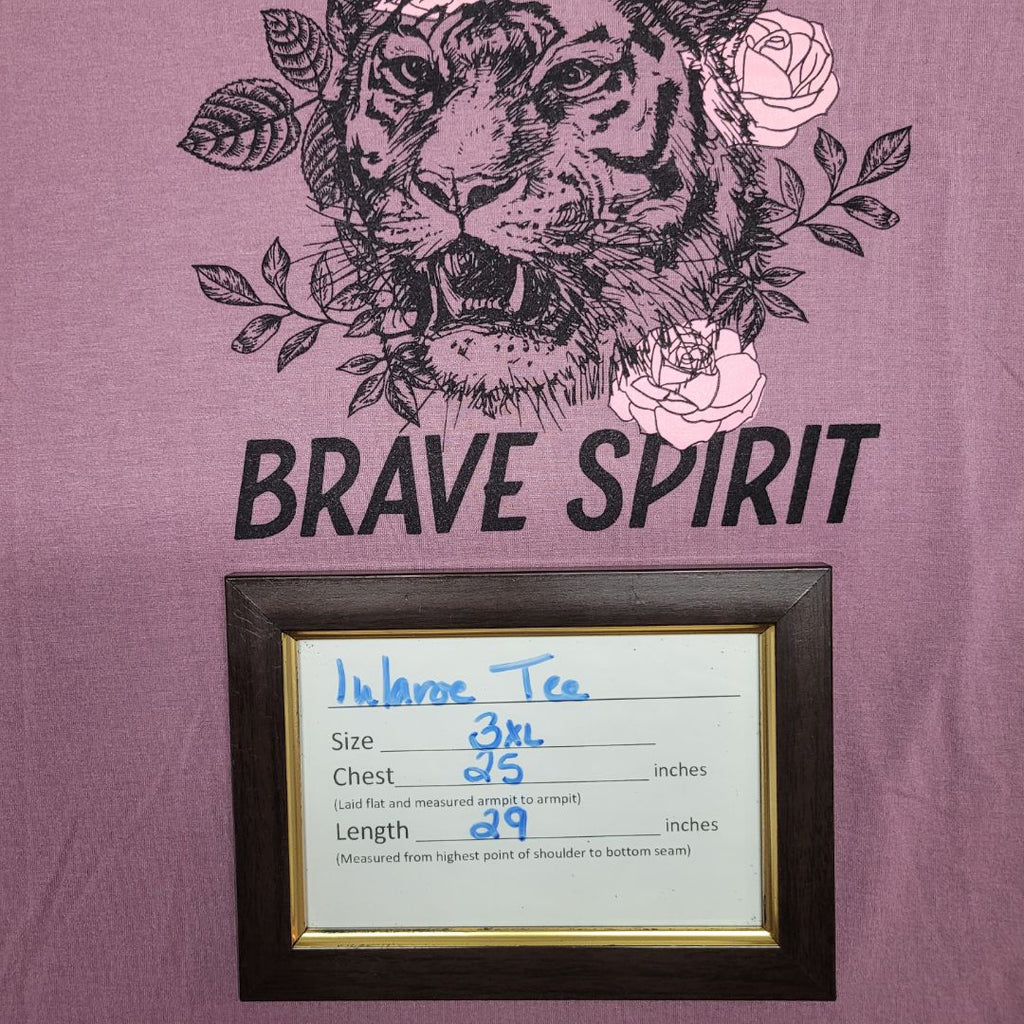 BRAVE SPIRIT
lularoe Tee
Size 3XL
Chest 25 inches
(Laid flat and measured armpit to armpit)
Length 29 inches
(Measured from highest point of shoulder to bottom seam)